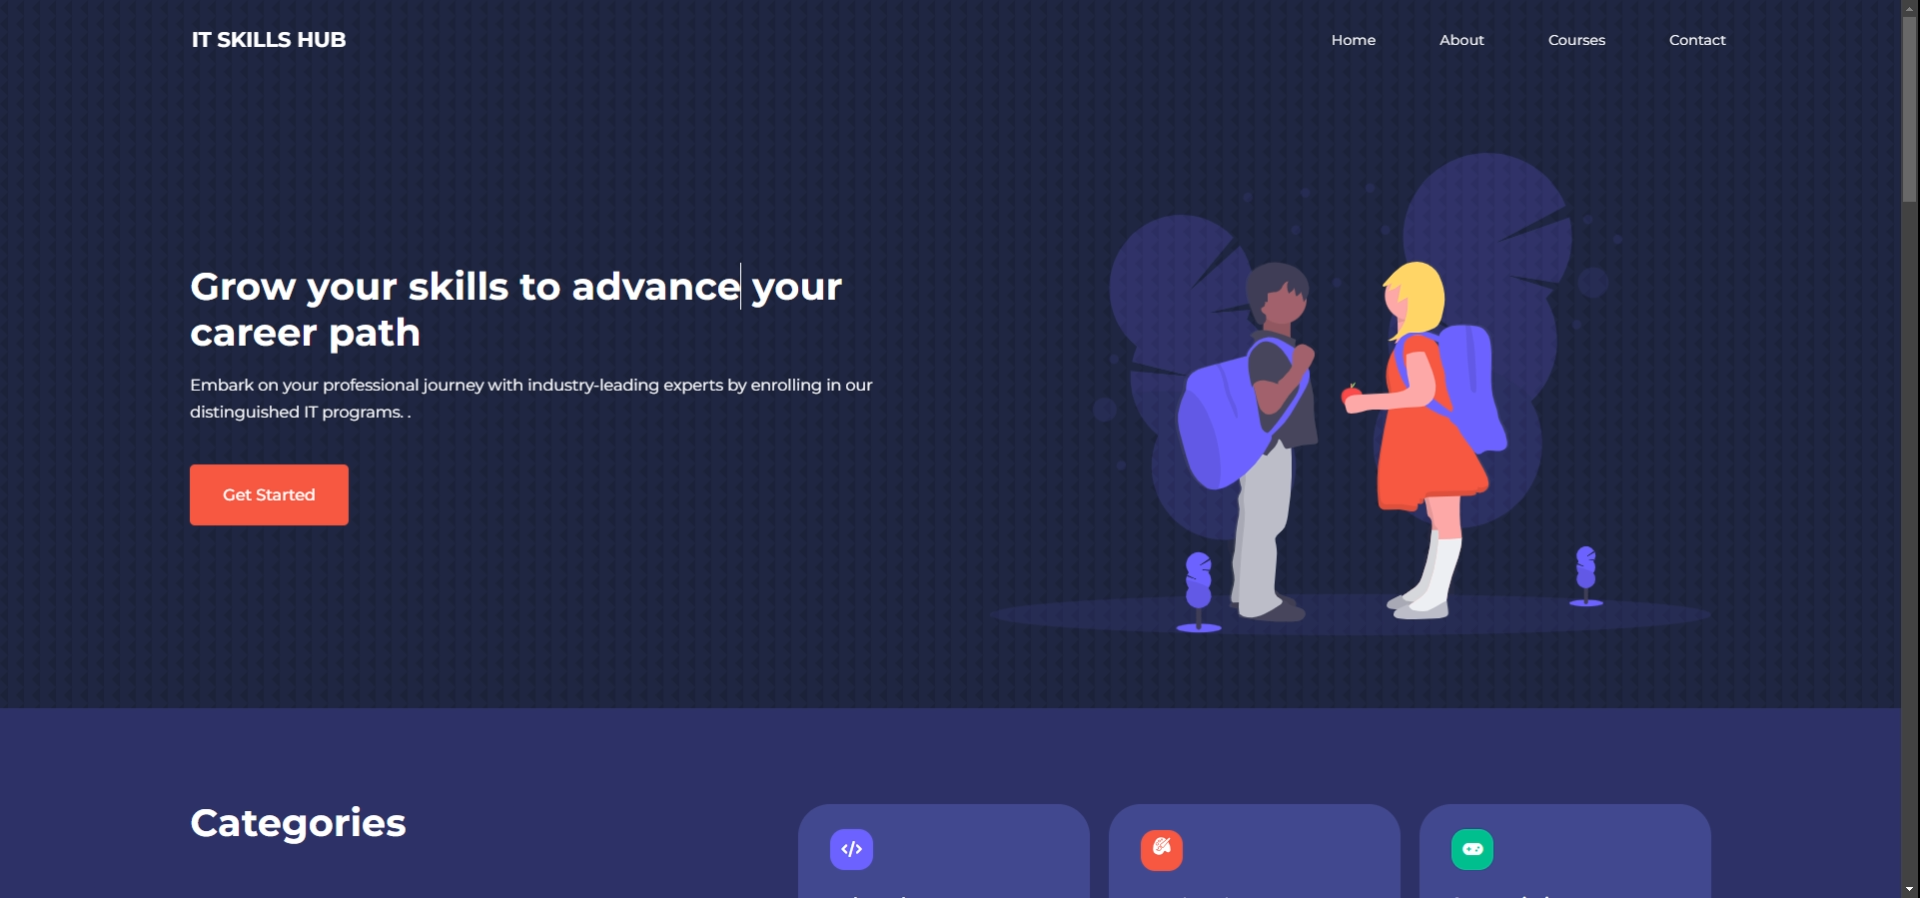 IT SKILLS HUB
Home About Courses Contact
Grow your skills to advance your
career path
Embark on your professional journey with industry-leading experts by enrolling in our
distinguished IT programs. .
Get Started
Categories